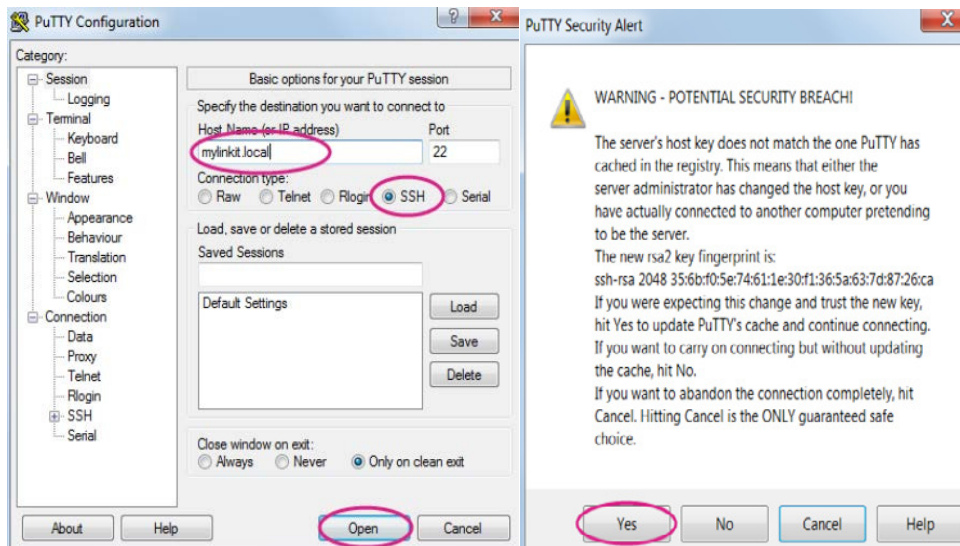 PuTTY Configuration
Category:
Session
Logging
Terminal
Keyboard
Bell
Features
Window
Appearance
Behaviour
Translation
Selection
Colours
Connection
Data
Proxy
Telnet
Rlogin
SSH
Serial
Basic options for your PuTTY session
Specify the destination you want to connect to
Host Name (or IP address) Port
mylinkit.local 22
Connection type:
Raw Telnet Rlogin SSH Serial
Load, save or delete a stored session
Saved Sessions
Default Settings
Load
Save
Delete
Close window on exit:
Always Never Only on clean exit
About Help Open Cancel
PuTTY Security Alert
WARNING - POTENTIAL SECURITY BREACH!
The server's host key does not match the one PuTTY has
cached in the registry. This means that either the
server administrator has changed the host key, or you
have actually connected to another computer pretending
to be the server.
The new rsa2 key fingerprint is:
ssh-rsa 2048 35:6b:f0:5e:74:61:1e:30:f1:36:5a:63:7d:87:26:ca
If you were expecting this change and trust the new key,
hit Yes to update PuTTY's cache and continue connecting.
If you want to carry on connecting but without updating
the cache, hit No.
If you want to abandon the connection completely, hit
Cancel. Hitting Cancel is the ONLY guaranteed safe
choice.
Yes No Cancel Help